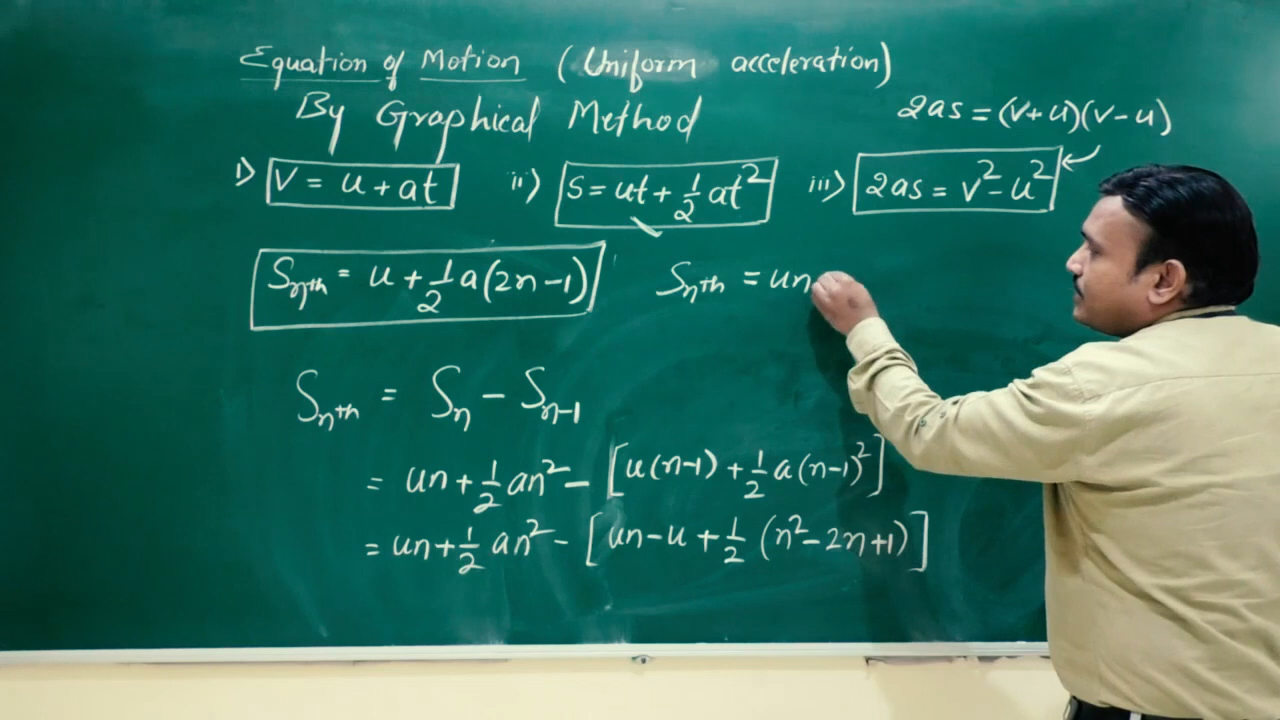 Equation of Motion (Uniform acceleration)
By Graphical Method
2as = (v+u)(v-u)
i) V = u + at
ii) S = ut + 1/2 at²
iii) 2as = v² - u²
Sₙₜₕ = u + 1/2 a(2n-1)
Sₙₜₕ = un
Sₙₜₕ = Sₙ - Sₙ₋₁
= un + 1/2 an² - [u(n-1) + 1/2 a(n-1)²]
= un + 1/2 an² - [un - u + 1/2 (n² - 2n + 1)]